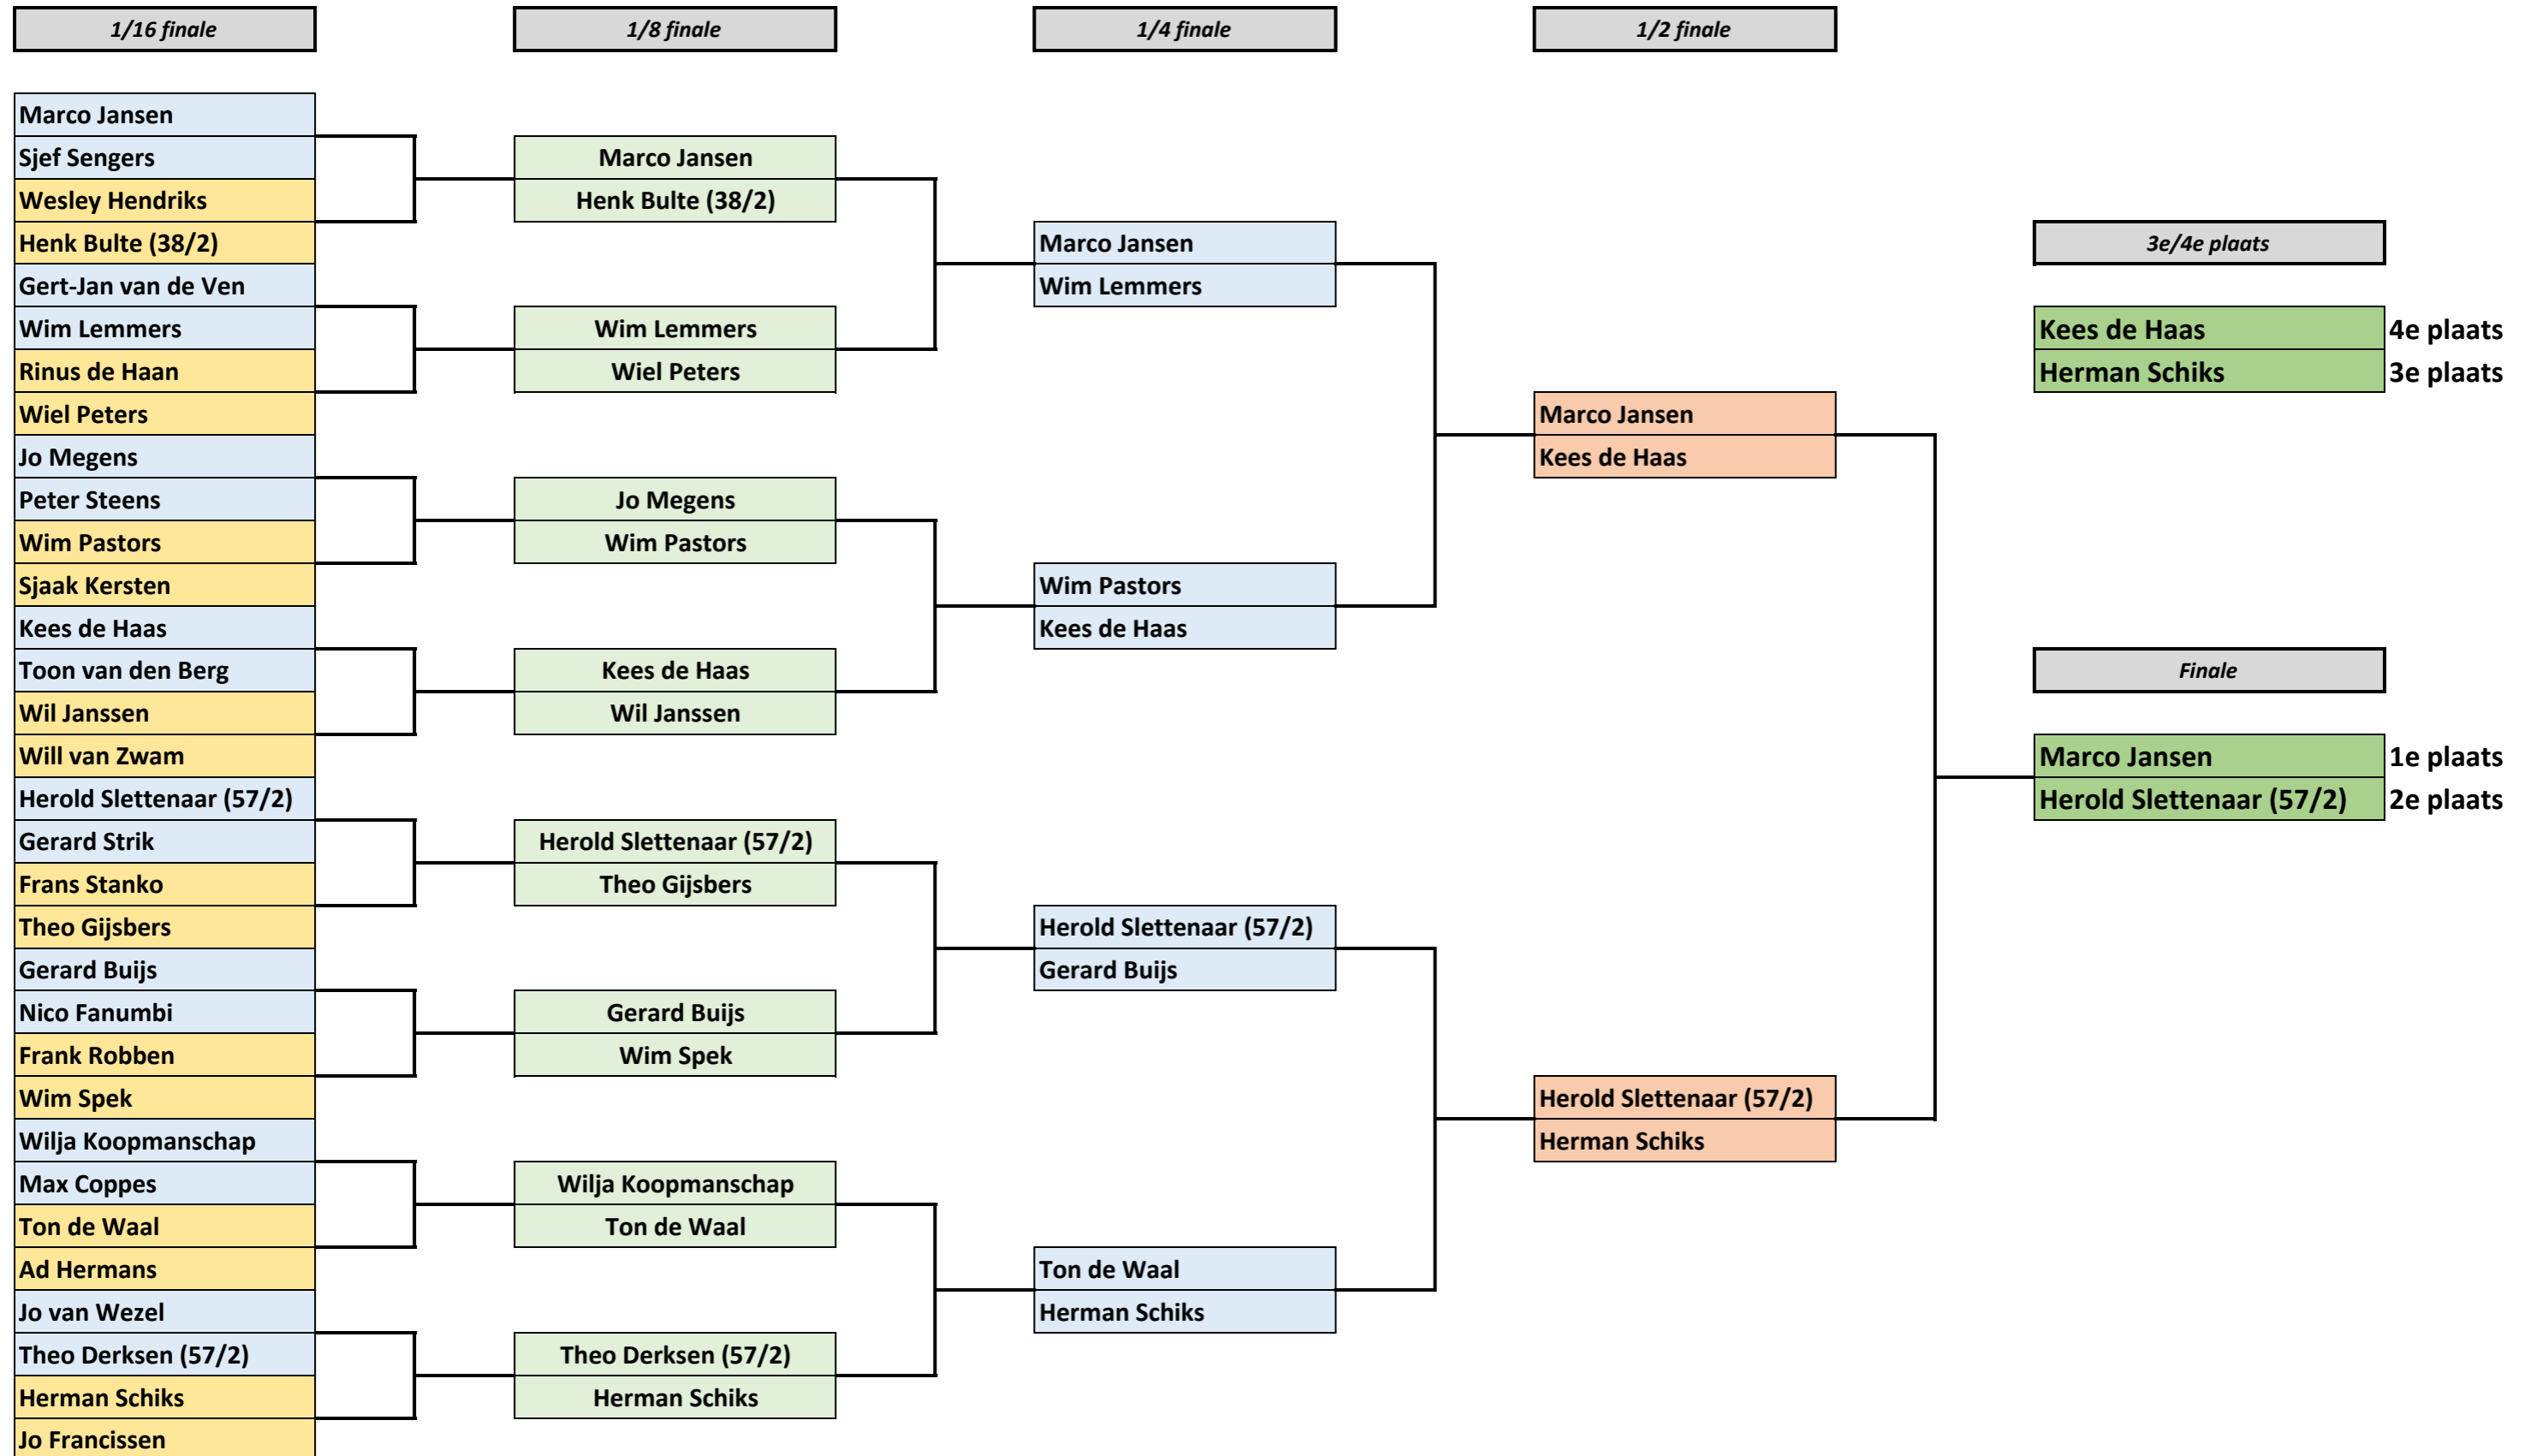 1/16 finale
1/8 finale
1/4 finale
1/2 finale
Marco Jansen
Sjef Sengers
Wesley Hendriks
Henk Bulte (38/2)
Gert-Jan van de Ven
Wim Lemmers
Rinus de Haan
Wiel Peters
Jo Megens
Peter Steens
Wim Pastors
Sjaak Kersten
Kees de Haas
Toon van den Berg
Wil Janssen
Will van Zwam
Herold Slettenaar (57/2)
Gerard Strik
Frans Stanko
Theo Gijsbers
Gerard Buijs
Nico Fanumbi
Frank Robben
Wim Spek
Wilja Koopmanschap
Max Coppes
Ton de Waal
Ad Hermans
Jo van Wezel
Theo Derksen (57/2)
Herman Schiks
Jo Francissen
Marco Jansen
Henk Bulte (38/2)
Wim Lemmers
Wiel Peters
Jo Megens
Wim Pastors
Kees de Haas
Wil Janssen
Herold Slettenaar (57/2)
Theo Gijsbers
Gerard Buijs
Wim Spek
Wilja Koopmanschap
Ton de Waal
Theo Derksen (57/2)
Herman Schiks
Marco Jansen
Wim Lemmers
Wim Pastors
Kees de Haas
Herold Slettenaar (57/2)
Gerard Buijs
Ton de Waal
Herman Schiks
Marco Jansen
Kees de Haas
Herold Slettenaar (57/2)
Herman Schiks
3e/4e plaats
Kees de Haas 4e plaats
Herman Schiks 3e plaats
Finale
Marco Jansen 1e plaats
Herold Slettenaar (57/2) 2e plaats